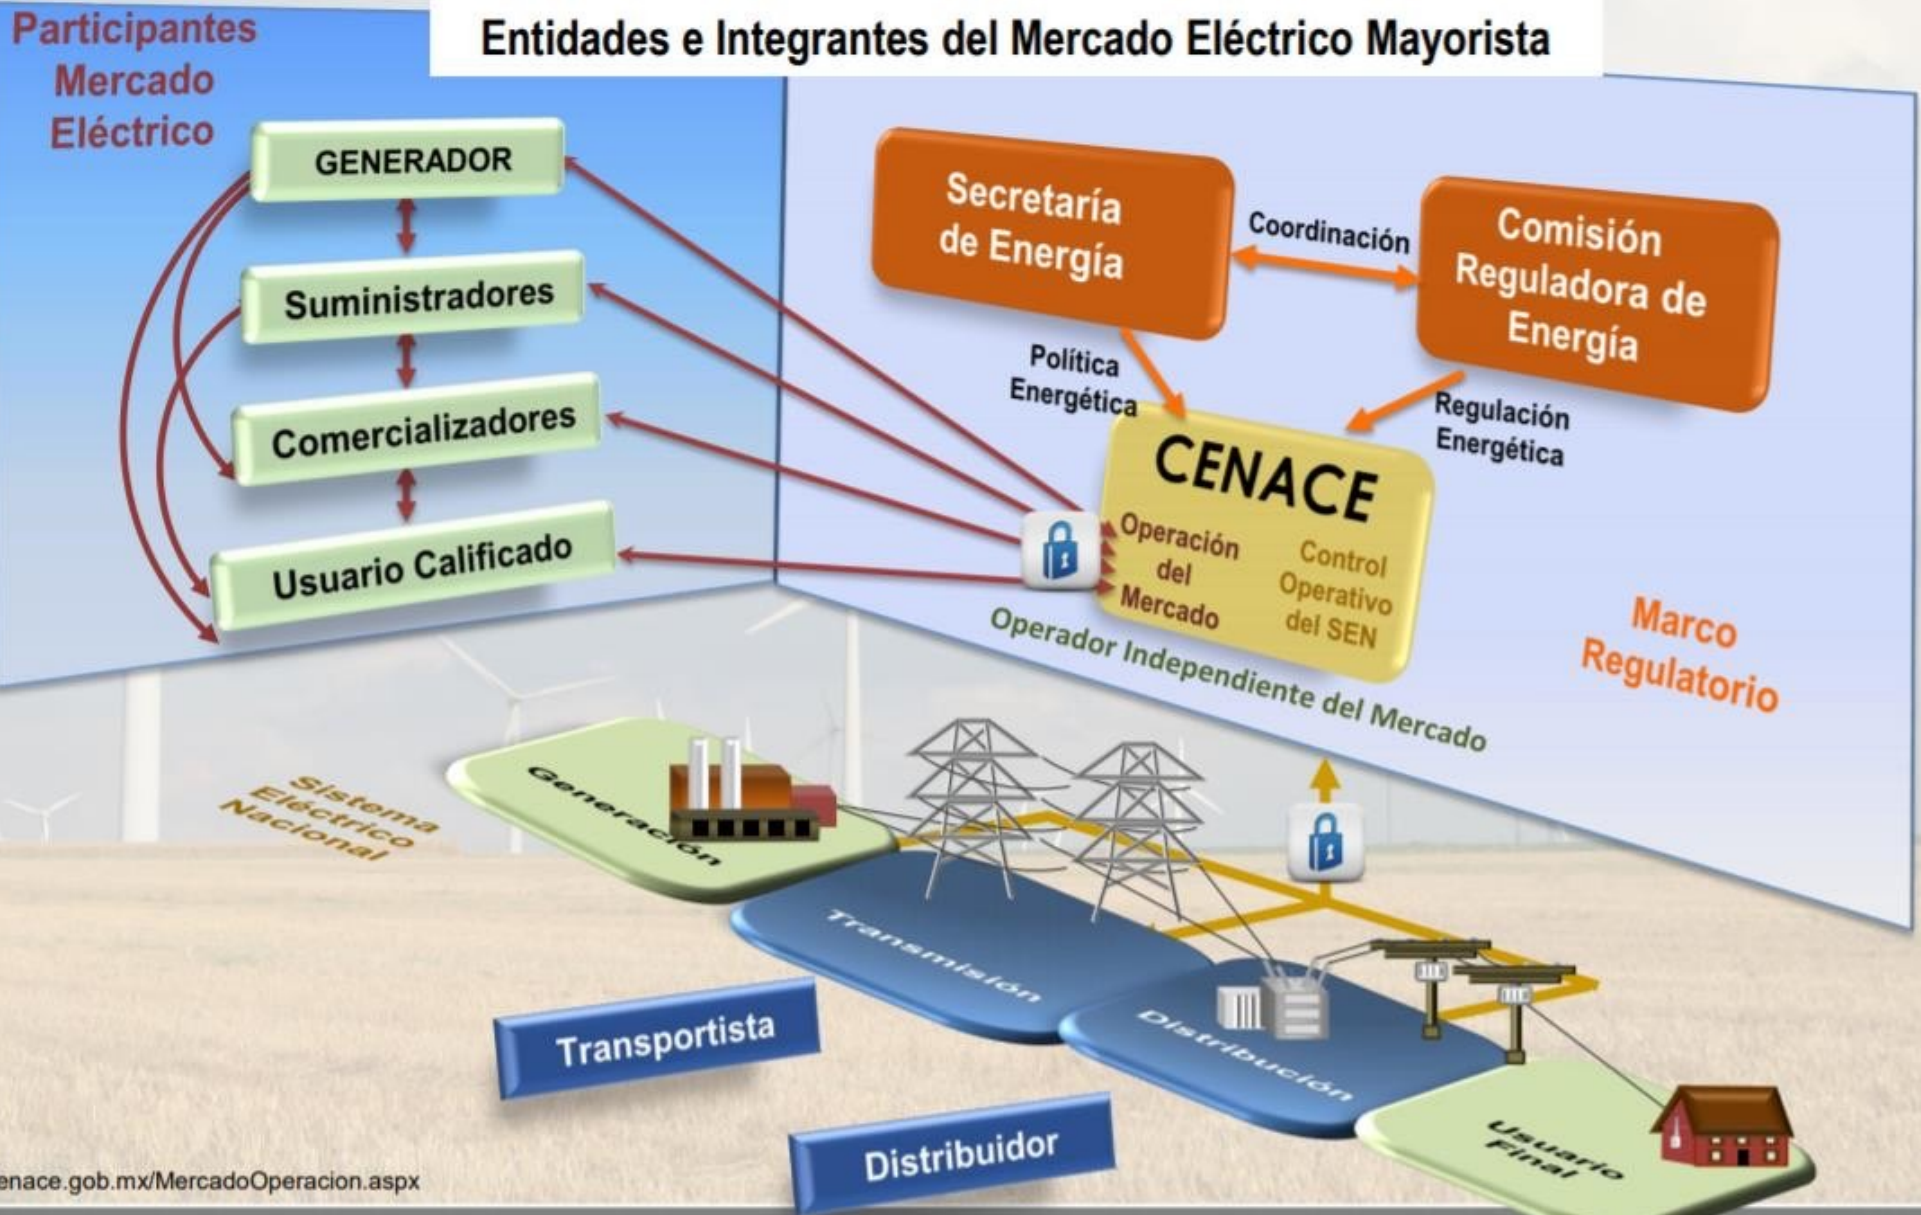 Entidades e Integrantes del Mercado Eléctrico Mayorista
Participantes
Mercado
Eléctrico
GENERADOR
Suministradores
Comercializadores
Usuario Calificado
Secretaría
de Energía
Coordinación
Comisión
Reguladora de
Energía
Política
Energética
Regulación
Energética
CENACE
Operación
del
Mercado
Control
Operativo
del SEN
Operador Independiente del Mercado
Marco
Regulatorio
Sistema
Eléctrico
Nacional
Generación
Transmisión
Distribución
Usuario
Final
Transportista
Distribuidor
enace.gob.mx/MercadoOperacion.aspx